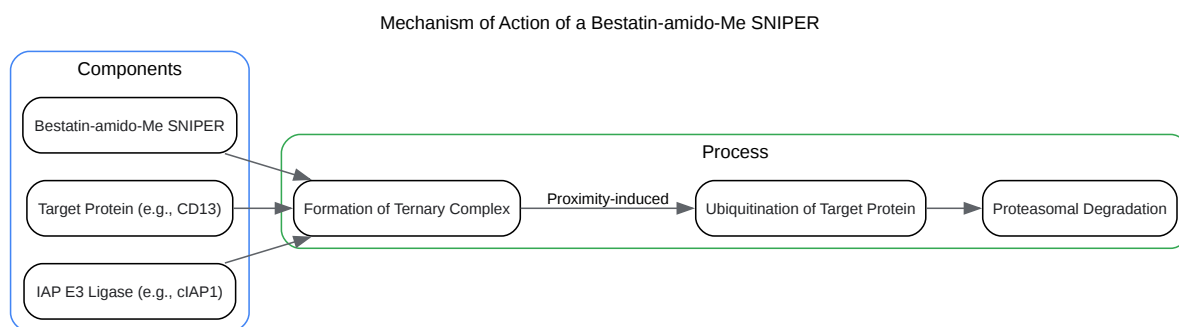 Mechanism of Action of a Bestatin-amido-Me SNIPER
Components
Bestatin-amido-Me SNIPER
Target Protein (e.g., CD13)
IAP E3 Ligase (e.g., cIAP1)
Process
Formation of Ternary Complex
Proximity-induced
Ubiquitination of Target Protein
Proteasomal Degradation